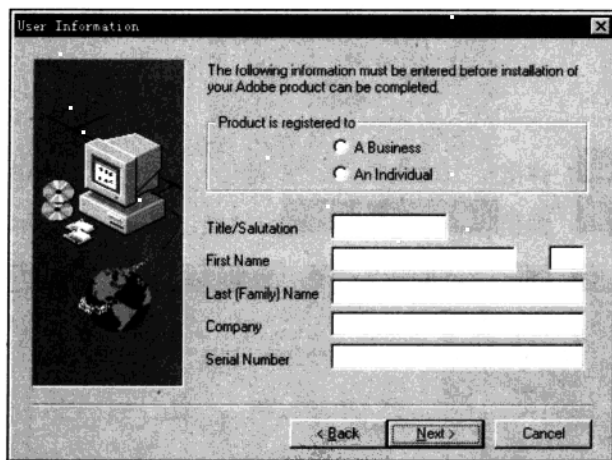 User Information
The following information must be entered before installation of
your Adobe product can be completed.
Product is registered to
A Business
An Individual
Title/Salutation
First Name
Last (Family) Name
Company
Serial Number
< Back
Next >
Cancel